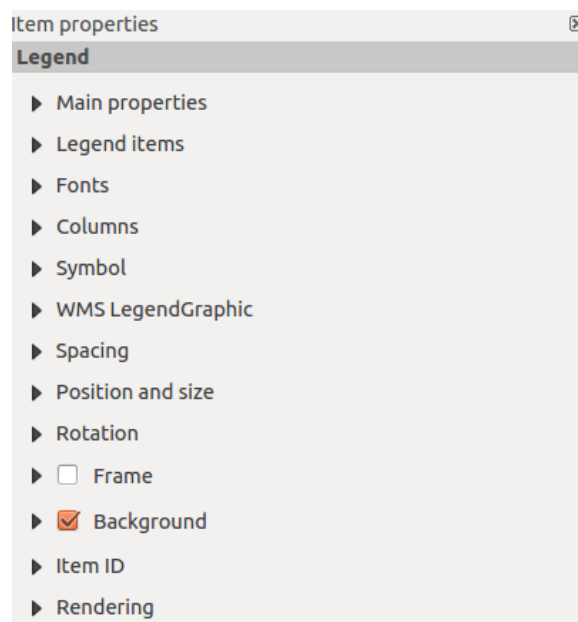 Item properties
Legend
Main properties
Legend items
Fonts
Columns
Symbol
WMS LegendGraphic
Spacing
Position and size
Rotation
Frame
Background
Item ID
Rendering